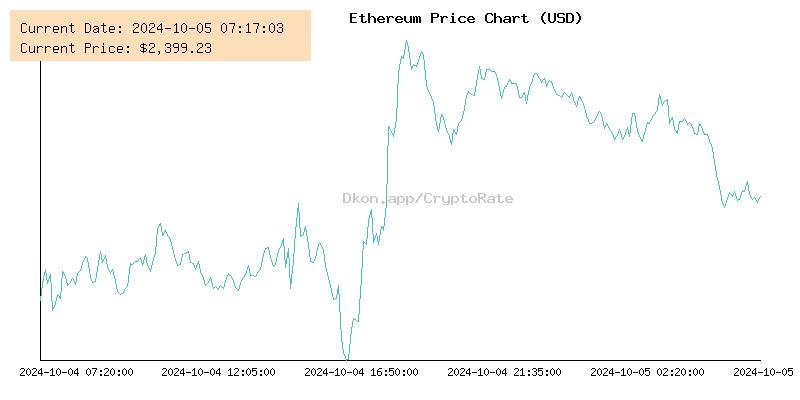 Ethereum Price Chart (USD)
Current Date: 2024-10-05 07:17:03
Current Price: $2,399.23
Dkon.app/CryptoRate
2024-10-04 07:20:00
2024-10-04 12:05:00
2024-10-04 16:50:00
2024-10-04 21:35:00
2024-10-05 02:20:00
2024-10-05